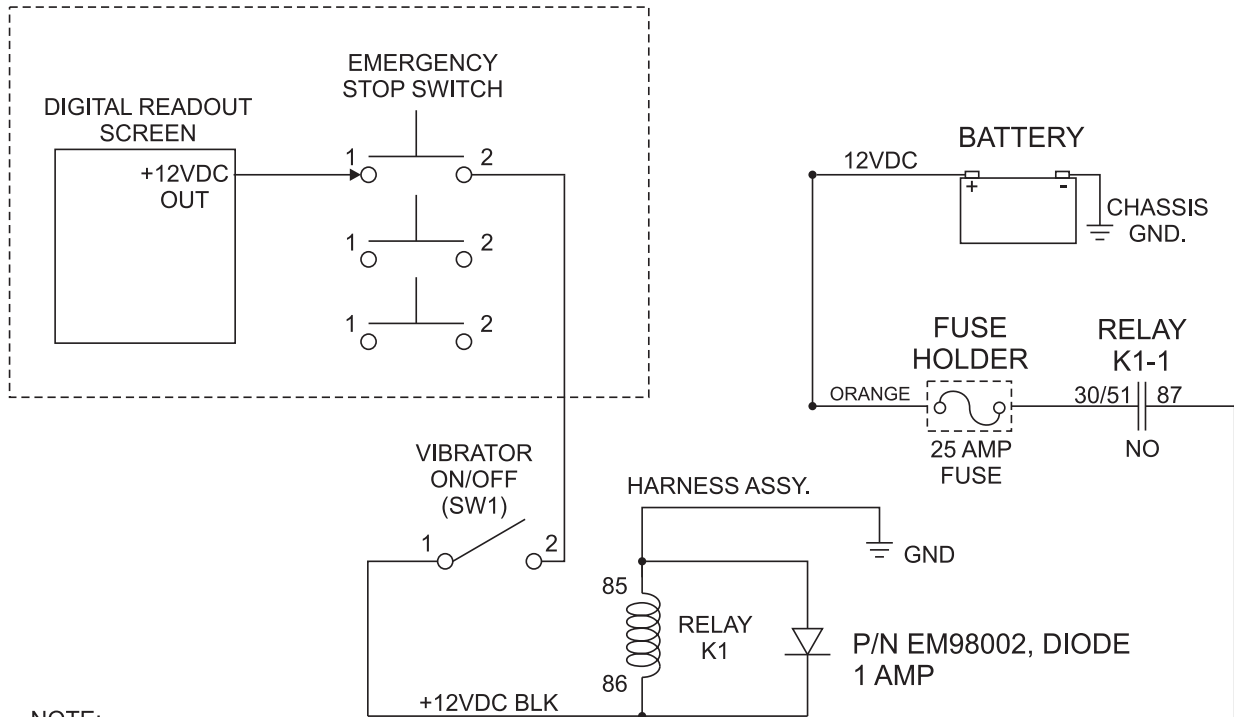 EMERGENCY
STOP SWITCH
DIGITAL READOUT
SCREEN
+12VDC
OUT
1
2
1
2
1
2
BATTERY
12VDC
+
-
CHASSIS
GND.
FUSE
HOLDER
RELAY
K1-1
ORANGE
30/51
87
25 AMP
FUSE
NO
VIBRATOR
ON/OFF
(SW1)
1
2
HARNESS ASSY.
GND
85
RELAY
K1
86
P/N EM98002, DIODE
1 AMP
+12VDC BLK
NOTE: